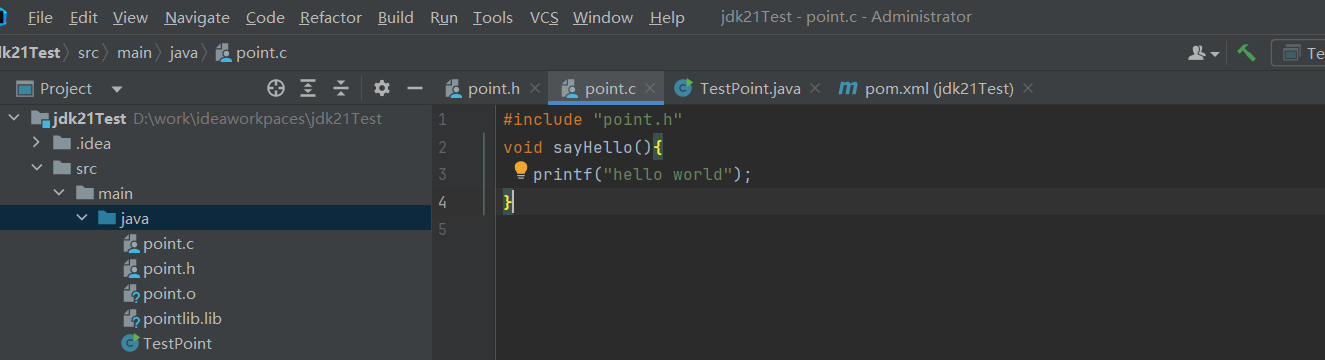 File Edit View Navigate Code Refactor Build Run Tools VCS Window Help jdk21Test - point.c - Administrator
dk21Test src main java point.c Te
Project point.h point.c TestPoint.java pom.xml (jdk21Test)
jdk21Test D:\work\ideaworkpaces\jdk21Test
.idea
src
main
java
point.c
point.h
point.o
pointlib.lib
TestPoint
1 #include "point.h"
2 void sayHello(){
3 printf("hello world");
4 }
5